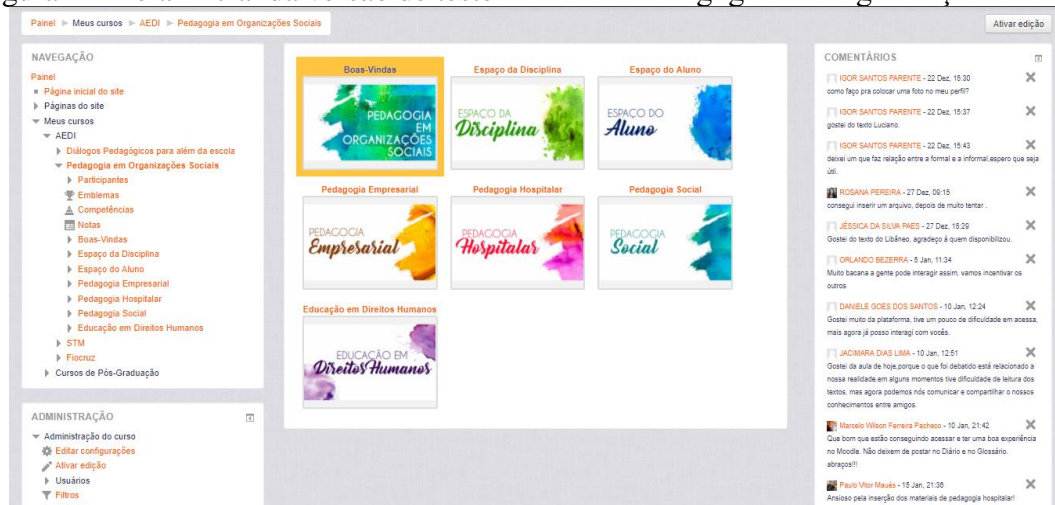 Painel ► Meus cursos ► AEDI ► Pedagogia em Organizações Sociais
Ativar edição
NAVEGAÇÃO
Painel
Página inicial do site
Páginas do site
Meus cursos
AEDI
Diálogos Pedagógicos para além da escola
Pedagogia em Organizações Sociais
Participantes
Emblemas
Competências
Notas
Boas-Vindas
Espaço da Disciplina
Espaço do Aluno
Pedagogia Empresarial
Pedagogia Hospitalar
Pedagogia Social
Educação em Direitos Humanos
STM
Fiocruz
Cursos de Pós-Graduação
ADMINISTRAÇÃO
Administração do curso
Editar configurações
Ativar edição
Usuários
Filtros
Boas-Vindas
PEDAGOGIA
EM
ORGANIZAÇÕES
SOCIAIS
Espaço da Disciplina
ESPAÇO DA
Disciplina
Espaço do Aluno
ESPAÇO DO
Aluno
Pedagogia Empresarial
PEDAGOGIA
Empresarial
Pedagogia Hospitalar
PEDAGOGIA
Hospitalar
Pedagogia Social
PEDAGOGIA
Social
Educação em Direitos Humanos
EDUCAÇÃO EM
Direitos Humanos
COMENTÁRIOS
IGOR SANTOS PARENTE - 22 Dez, 15:30
como faço pra colocar uma foto no meu perfil?
IGOR SANTOS PARENTE - 22 Dez, 15:37
gostei do texto Luciano.
IGOR SANTOS PARENTE - 22 Dez, 15:43
deixei um que faz relação entre a formal e a informal,espero que seja
útil.
ROSANA PEREIRA - 27 Dez, 09:15
consegui inserir um arquivo, depois de muito tentar .
JÉSSICA DA SILVA PAES - 27 Dez, 15:29
Gostei do texto do Libâneo. agradeço á quem disponibilizou.
ORLANDO BEZERRA - 5 Jan, 11:34
Muito bacana a gente pode interagir assim, vamos incentivar os
outros
DANIELE GOES DOS SANTOS - 10 Jan, 12:24
Gostei muito da plataforma, tive um pouco de dificuldade em acessa,
mais agora já posso interagi com vocês.
JACIMARA DIAS LIMA - 10 Jan, 12:51
Gostei da aula de hoje,porque o que foi debatido está relacionado a
nossa realidade.em alguns momentos tive dificuldade de leitura dos
textos, mas agora podemos nós comunicar e compartilhar o nossos
conhecimentos entre amigos.
Marcelo Wilson Ferreira Pacheco - 10 Jan, 21:42
Que bom que estão conseguindo acessar e ter uma boa experiência
no Moodle. Não deixem de postar no Diário e no Glossário.
abraços!!!
Paulo Vitor Maués - 15 Jan, 21:36
Ansioso pela inserção dos materiais de pedagogia hospitalar!